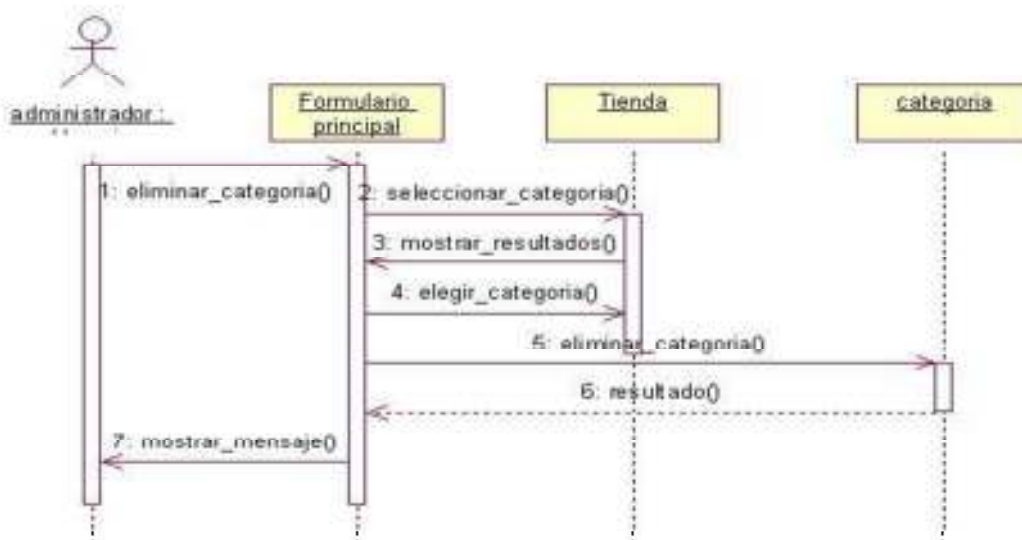 administrador :
Formulario
principal
Tienda
categoria
1: eliminar_categoria()
2: seleccionar_categoria()
3: mostrar_resultados()
4: elegir_categoria()
5: eliminar_categoria()
6: resultado()
7: mostrar_mensaje()